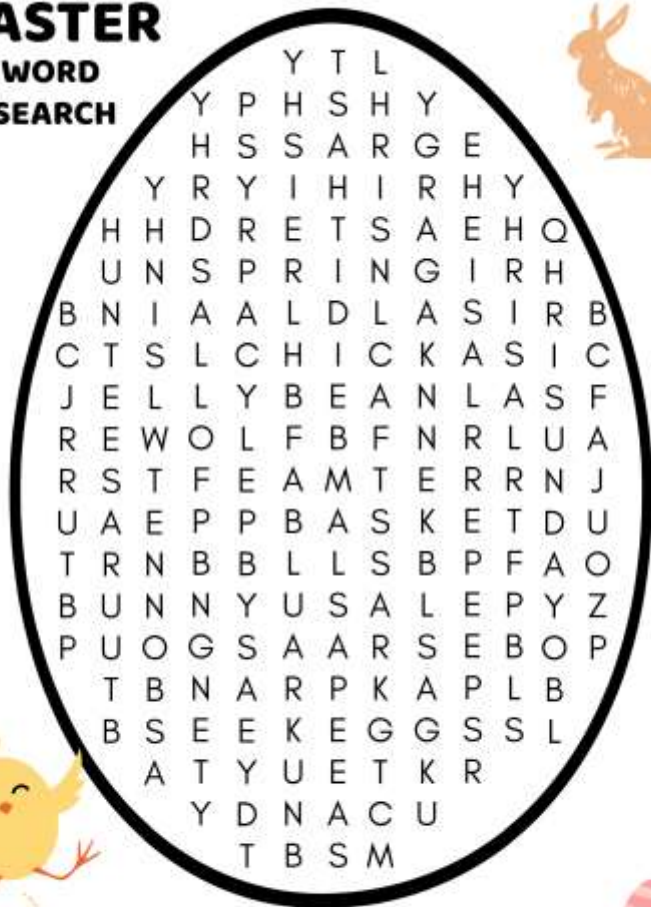 ASTER
WORD
SEARCH
Y T L
Y P H S H Y
H S S A R G E
Y R Y I H I R H Y
H H D R E T S A E H Q
U N S P R I N G I R H
B N I A A L D L A S I R B
C T S L C H I C K A S I C
J E L L Y B E A N L A S F
R E W O L F B F N R L U A
R S T F E A M T E R R N J
U A E P P B A S K E T D U
T R N B B L L S B P F A O
B U N N Y U S A L E P Y Z
P U O G S A A R S E B O P
T B N A R P K A P L B
B S E E K E G G S S L
A T Y U E T K R
Y D N A C U
T B S M